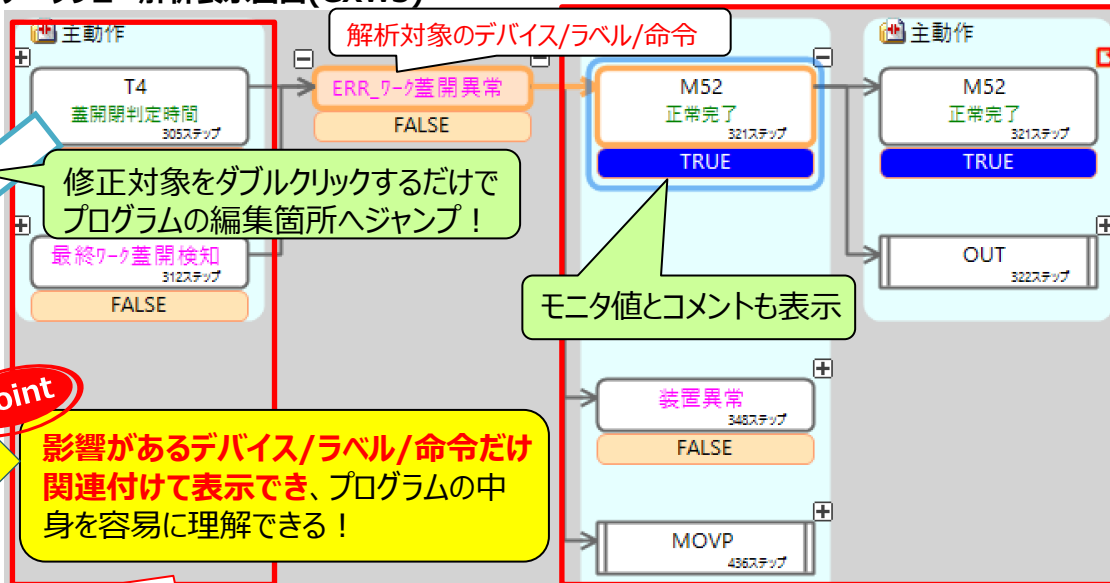 解析対象のデバイス/ラベル/命令
主動作
T4
蓋開閉判定時間
305ステップ
ERR_ワーク蓋開異常
FALSE
M52
正常完了
321ステップ
TRUE
主動作
M52
正常完了
321ステップ
TRUE
修正対象をダブルクリックするだけで
プログラムの編集箇所へジャンプ！
最終ワーク蓋開検知
312ステップ
FALSE
OUT
322ステップ
モニタ値とコメントも表示
装置異常
348ステップ
FALSE
oint
影響があるデバイス/ラベル/命令だけ
関連付けて表示でき、プログラムの中
身を容易に理解できる！
MOVP
436ステップ